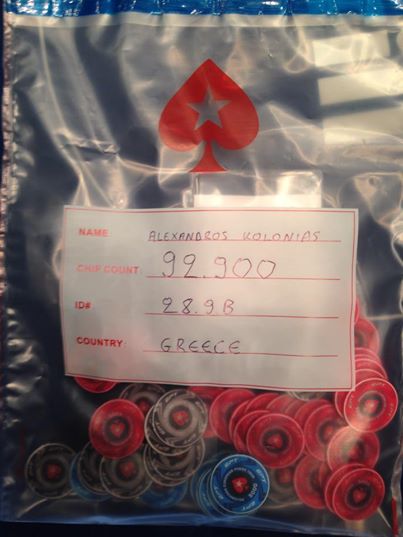 NAME ALEXANDROS KOLONIAS
CHIP COUNT 92.900
ID# 28.9B
COUNTRY: GREECE